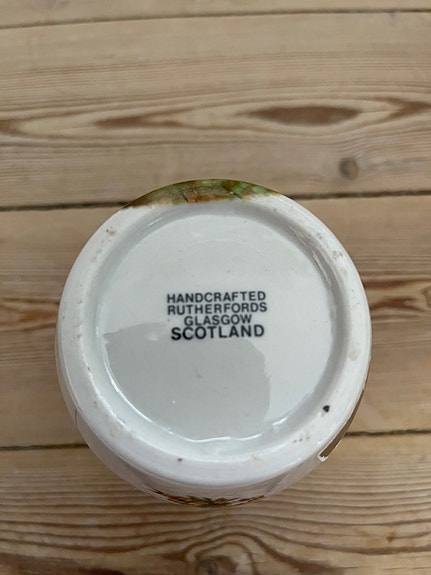 HANDCRAFTED
RUTHERFORDS
GLASGOW
SCOTLAND